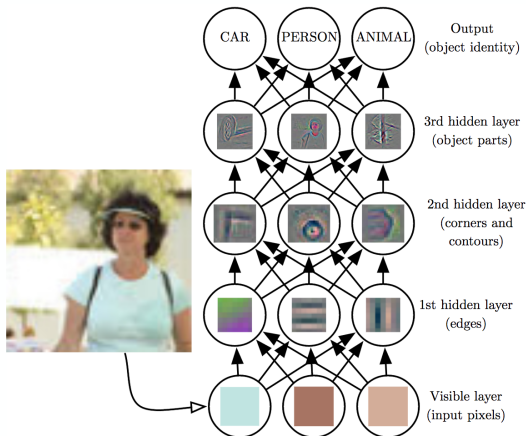 CAR PERSON ANIMAL
Output
(object identity)
3rd hidden layer
(object parts)
2nd hidden layer
(corners and
contours)
1st hidden layer
(edges)
Visible layer
(input pixels)